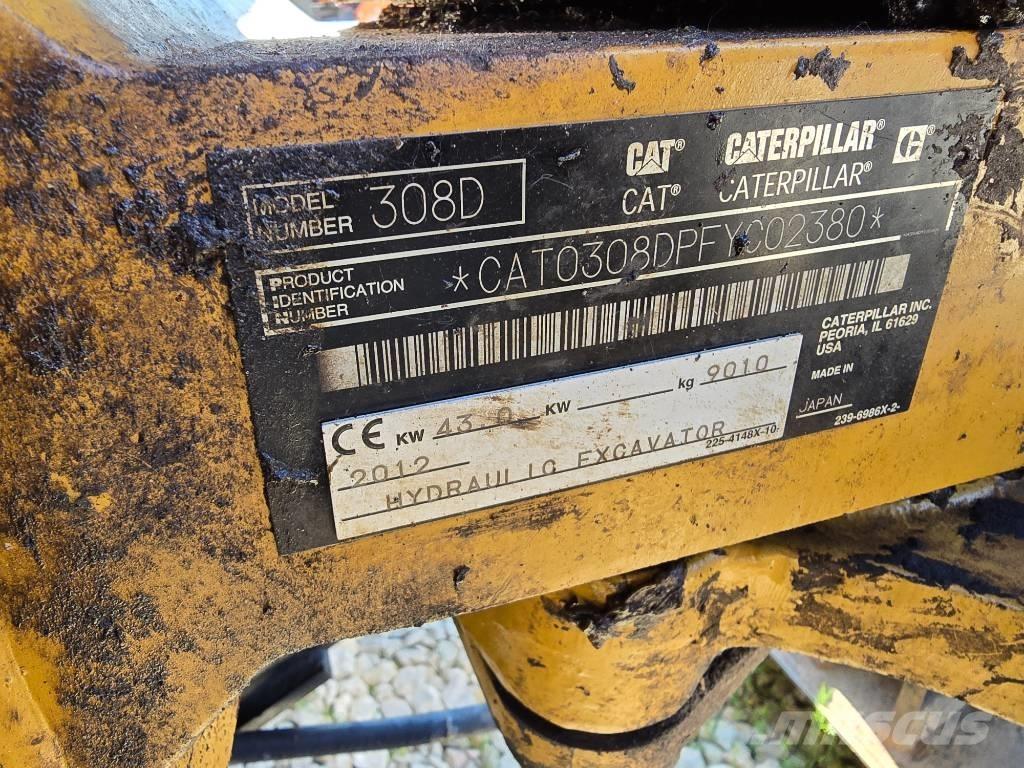 CAT® CATERPILLAR® C®
CAT® CATERPILLAR®
MODEL NUMBER 308D
PRODUCT IDENTIFICATION NUMBER *CAT0308DPFYC02380*
CATERPILLAR INC.
PEORIA, IL 61629
USA
MADE IN
JAPAN
239-6986X-2-
CE KW 43.0 KW kg 9010
2012
225-4148X-10-
HYDRAULIC EXCAVATOR
MASCUS